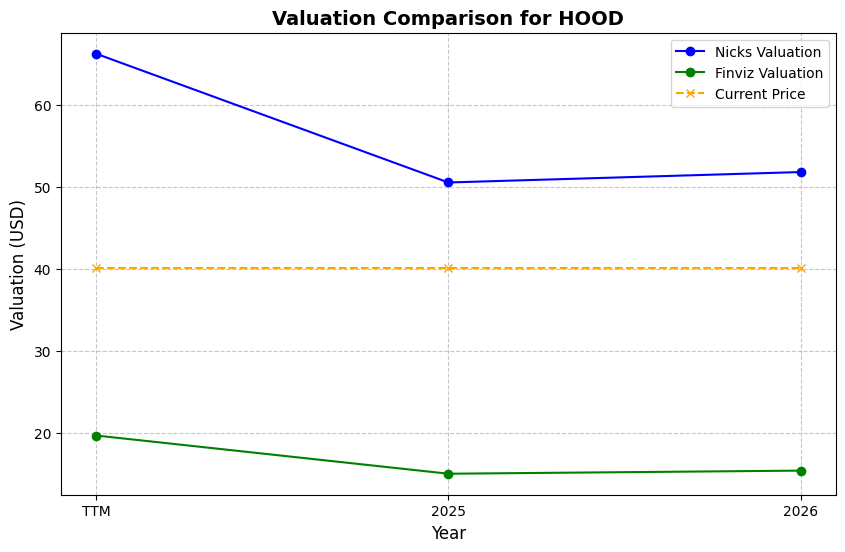 Valuation Comparison for HOOD
Nicks Valuation
Finviz Valuation
Current Price
Valuation (USD)
60
50
40
30
20
TTM 2025 2026
Year